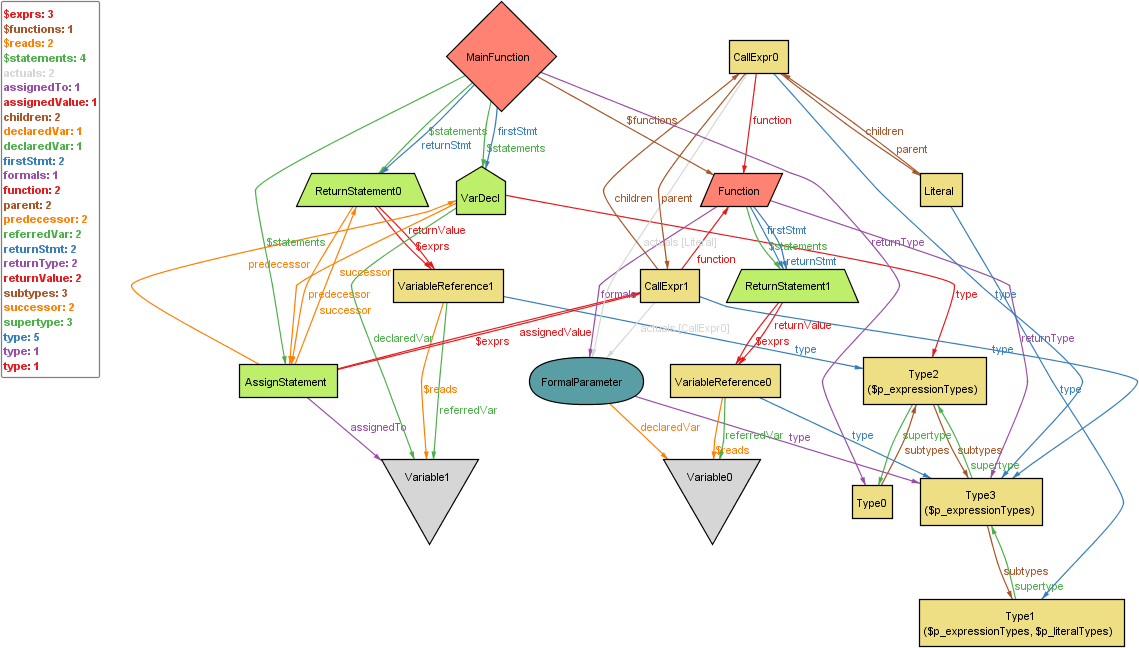 $exprs: 3
$functions: 1
$reads: 2
$statements: 4
actuals: 2
assignedTo: 1
assignedValue: 1
children: 2
declaredVar: 1
declaredVar: 1
firstStmt: 2
formals: 1
function: 2
parent: 2
predecessor: 2
referredVar: 2
returnStmt: 2
returnType: 2
returnValue: 2
subtypes: 3
successor: 2
supertype: 3
type: 5
type: 1
type: 1
MainFunction
CallExpr0
$functions
function
$statements
firstStmt
returnStmt
$statements
children
parent
ReturnStatement0
VarDecl
Function
Literal
children
parent
returnValue
$exprs
$statements
actuals [Literal]
function
firstStmt
$statements
returnStmt
returnType
predecessor
successor
VariableReference1
CallExpr1
ReturnStatement1
predecessor
successor
formals
type
type
declaredVar
assignedValue
$exprs
actuals [CallExpr0]
returnValue
$exprs
type
returnType
type
AssignStatement
FormalParameter
VariableReference0
Type2
($p_expressionTypes)
type
$reads
referredVar
assignedTo
declaredVar
referredVar
$reads
type
type
supertype
subtypes
subtypes
supertype
Variable1
Variable0
Type0
Type3
($p_expressionTypes)
subtypes
supertype
Type1
($p_expressionTypes, $p_literalTypes)